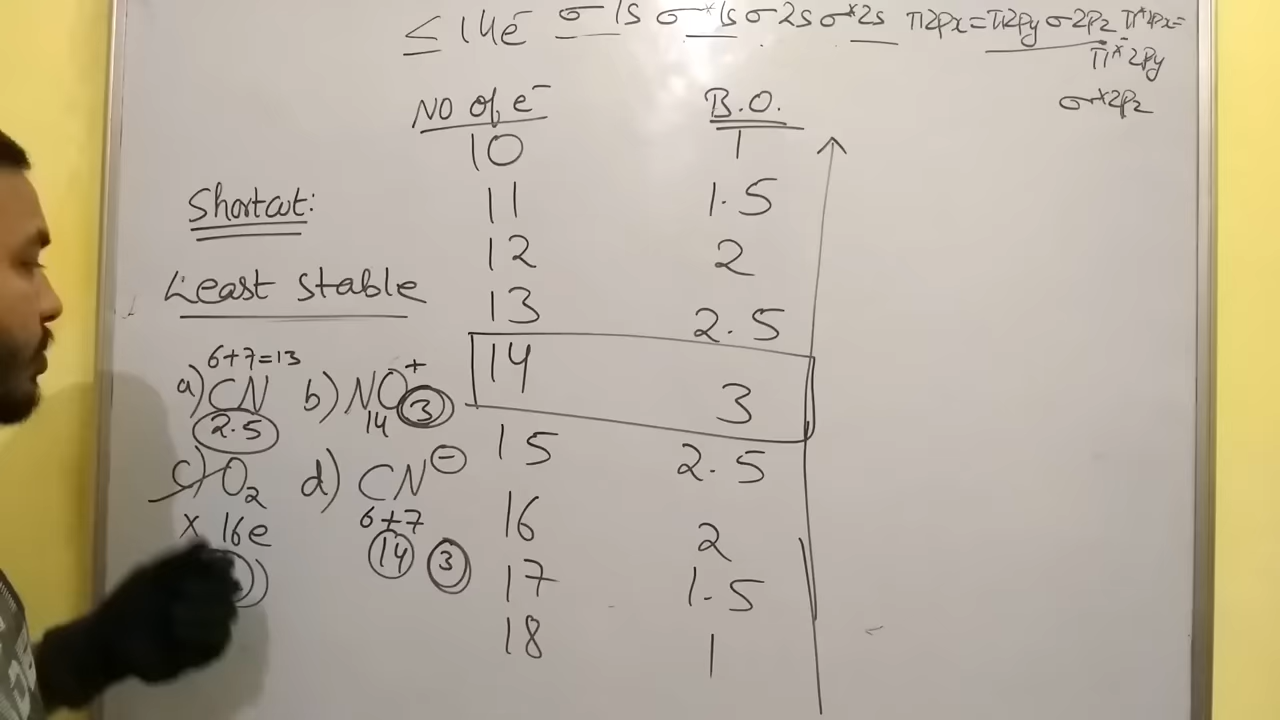 ≤ 14e⁻ σ1s σ*1s σ2s σ*2s π2px=π2py σ2pz π*2px=
π*2py
σ*2pz
NO of e⁻ B.O.
10 1
11 1.5
12 2
13 2.5
14 3
15 2.5
16 2
17 1.5
18 1
Shortcut:
Least stable
6+7=13
a) CN b) NO⁺ 3
2.5 14
c) O₂ d) CN⁻
x 16e 6+7
14 3